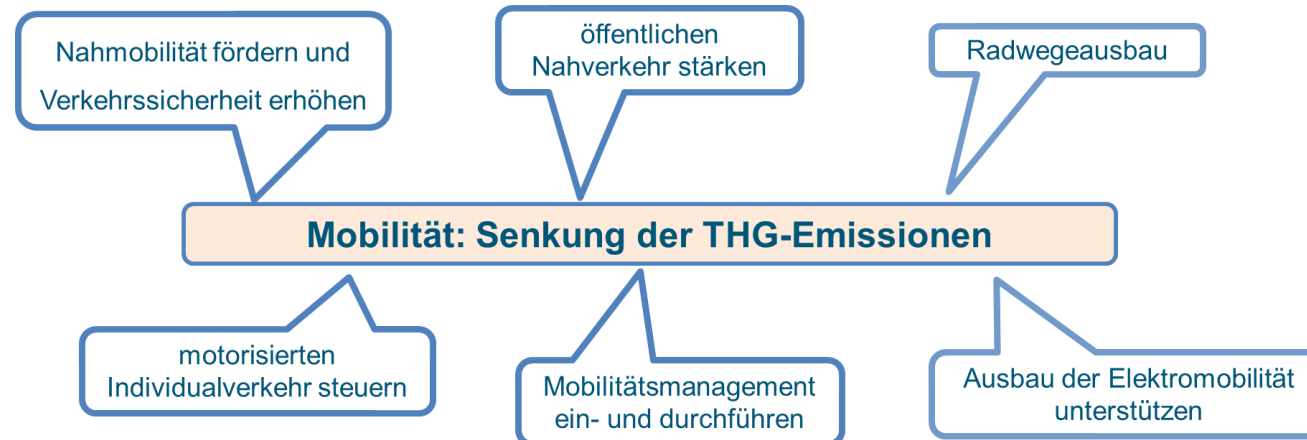 Nahmobilität fördern und
Verkehrssicherheit erhöhen
öffentlichen
Nahverkehr stärken
Radwegeausbau
Mobilität: Senkung der THG-Emissionen
motorisierten
Individualverkehr steuern
Mobilitätsmanagement
ein- und durchführen
Ausbau der Elektromobilität
unterstützen